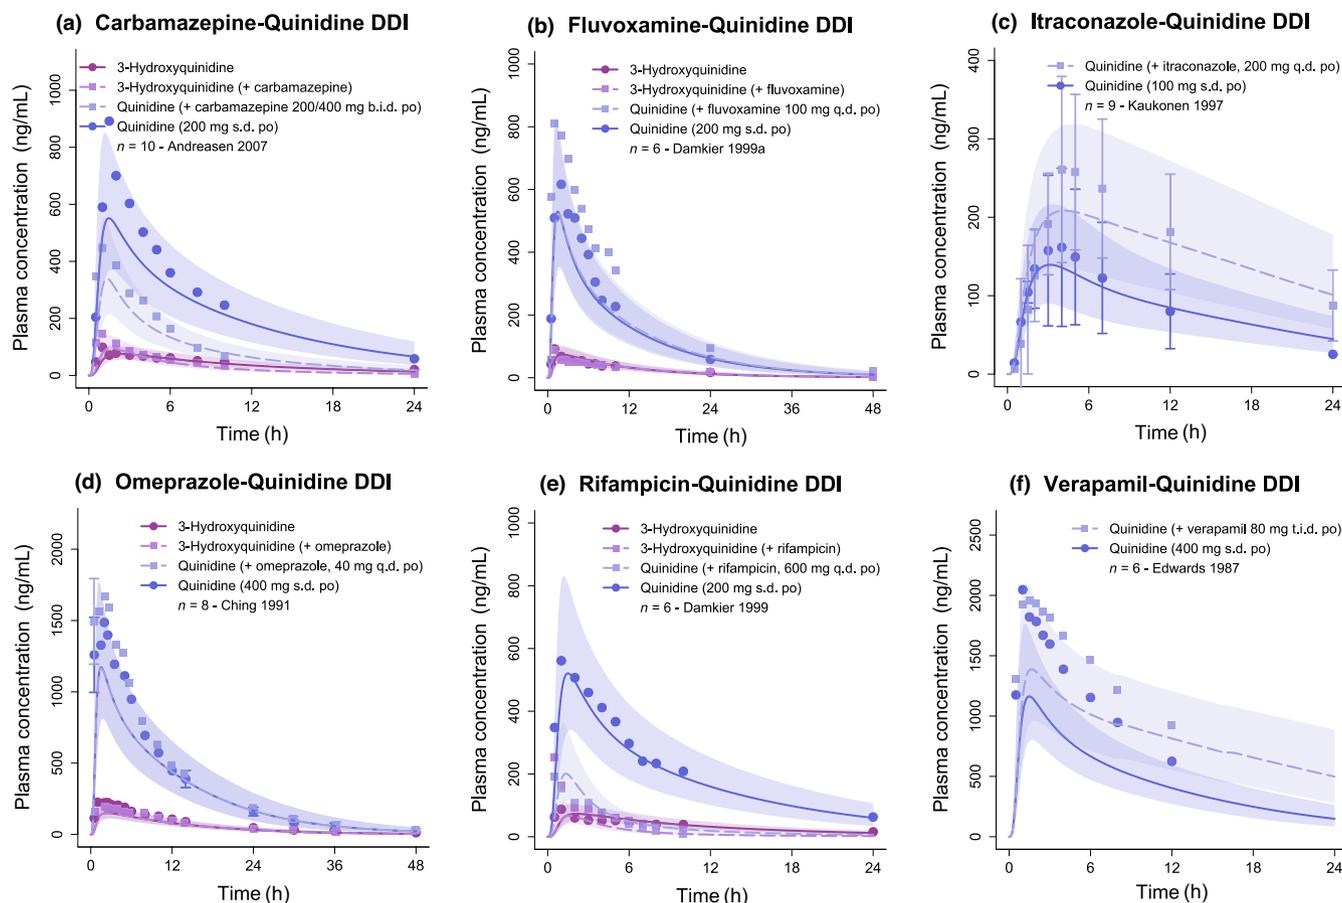 (a) Carbamazepine-Quinidine DDI
Plasma concentration (ng/mL)
1000
800
600
400
200
0
3-Hydroxyquinidine
3-Hydroxyquinidine (+ carbamazepine)
Quinidine (+ carbamazepine 200/400 mg b.i.d. po)
Quinidine (200 mg s.d. po)
n = 10 - Andreasen 2007
0 6 12 18 24
Time (h)
(b) Fluvoxamine-Quinidine DDI
Plasma concentration (ng/mL)
1000
800
600
400
200
0
3-Hydroxyquinidine
3-Hydroxyquinidine (+ fluvoxamine)
Quinidine (+ fluvoxamine 100 mg q.d. po)
Quinidine (200 mg s.d. po)
n = 6 - Damkier 1999a
0 12 24 36 48
Time (h)
(c) Itraconazole-Quinidine DDI
Plasma concentration (ng/mL)
400
300
200
100
0
Quinidine (+ itraconazole, 200 mg q.d. po)
Quinidine (100 mg s.d. po)
n = 9 - Kaukonen 1997
0 6 12 18 24
Time (h)
(d) Omeprazole-Quinidine DDI
Plasma concentration (ng/mL)
2000
1500
1000
500
0
3-Hydroxyquinidine
3-Hydroxyquinidine (+ omeprazole)
Quinidine (+ omeprazole, 40 mg q.d. po)
Quinidine (400 mg s.d. po)
n = 8 - Ching 1991
0 12 24 36 48
Time (h)
(e) Rifampicin-Quinidine DDI
Plasma concentration (ng/mL)
1000
800
600
400
200
0
3-Hydroxyquinidine
3-Hydroxyquinidine (+ rifampicin)
Quinidine (+ rifampicin, 600 mg q.d. po)
Quinidine (200 mg s.d. po)
n = 6 - Damkier 1999
0 6 12 18 24
Time (h)
(f) Verapamil-Quinidine DDI
Plasma concentration (ng/mL)
2500
2000
1500
1000
500
0
Quinidine (+ verapamil 80 mg t.i.d. po)
Quinidine (400 mg s.d. po)
n = 6 - Edwards 1987
0 6 12 18 24
Time (h)